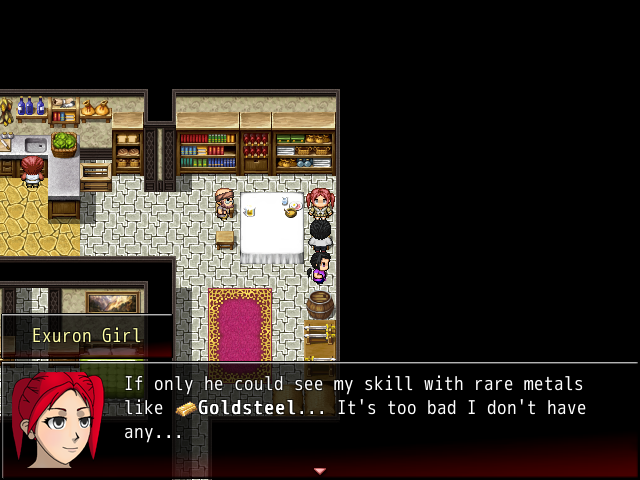 Exuron Girl
If only he could see my skill with rare metals
like Goldsteel... It's too bad I don't have
any...